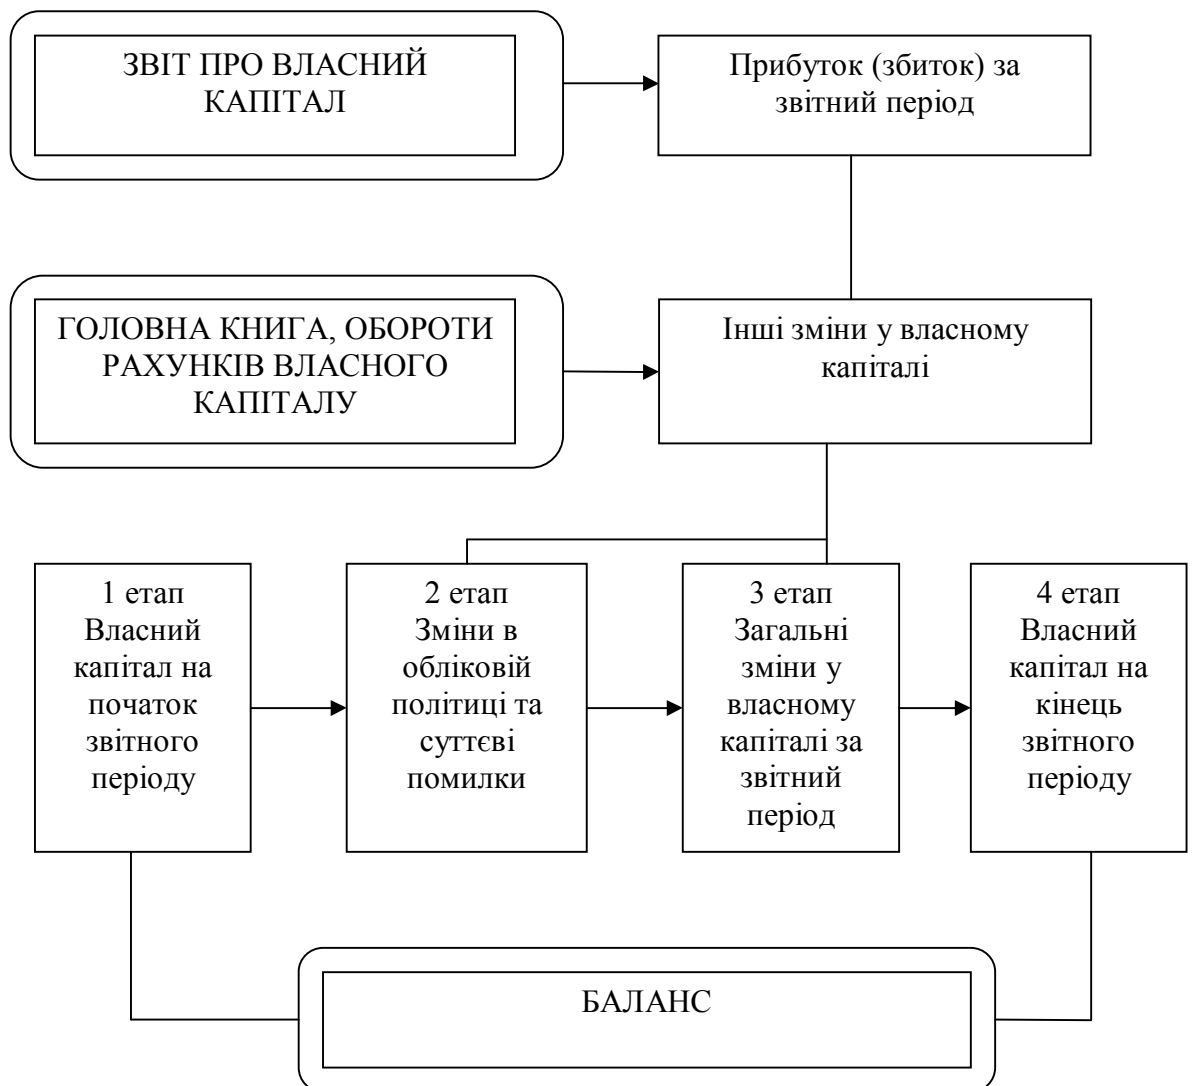 ЗВІТ ПРО ВЛАСНИЙ
КАПІТАЛ
Прибуток (збиток) за
звітний період
ГОЛОВНА КНИГА, ОБОРОТИ
РАХУНКІВ ВЛАСНОГО
КАПІТАЛУ
Інші зміни у власному
капіталі
1 етап
Власний
капітал на
початок
звітного
періоду
2 етап
Зміни в
обліковій
політиці та
суттєві
помилки
3 етап
Загальні
зміни у
власному
капіталі за
звітний
період
4 етап
Власний
капітал на
кінець
звітного
періоду
БАЛАНС